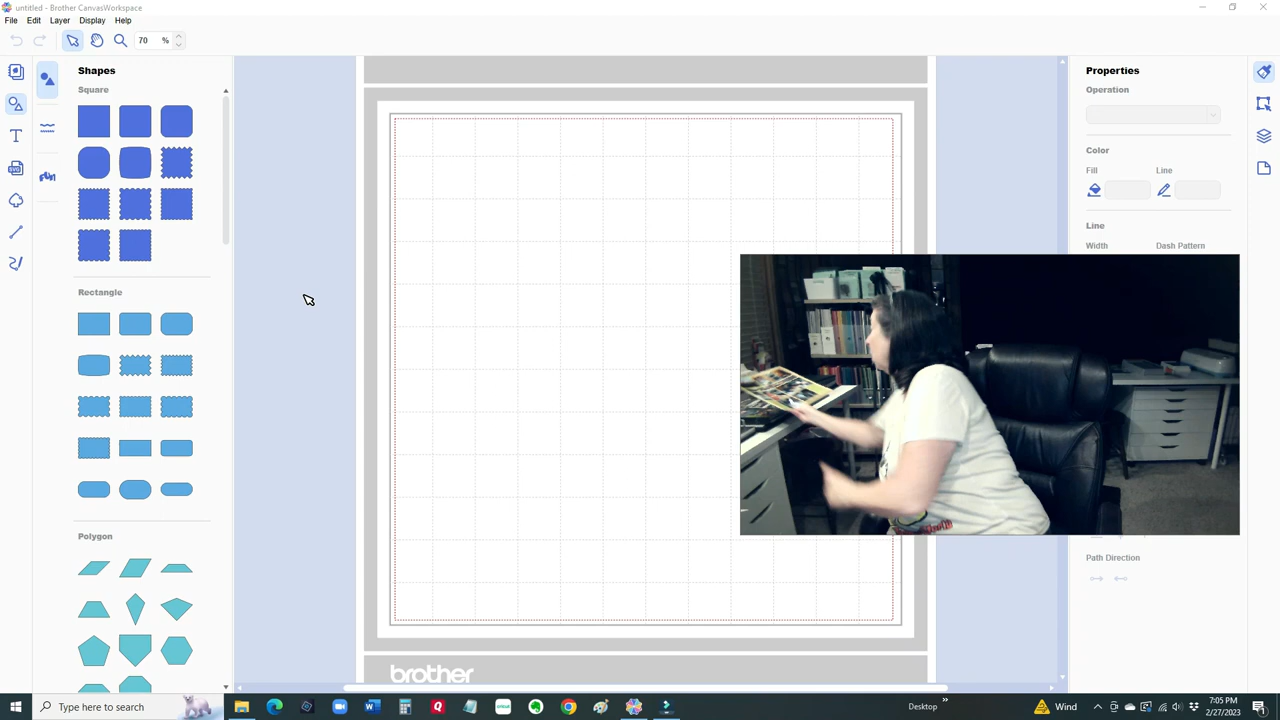 untitled - Brother CanvasWorkspace
File Edit Layer Display Help
70 %
Shapes
Square
Rectangle
Polygon
Properties
Operation
Color
Fill Line
Line
Width Dash Pattern
Path Direction
brother
Type here to search
Desktop
Wind
7:05 PM
2/27/2023